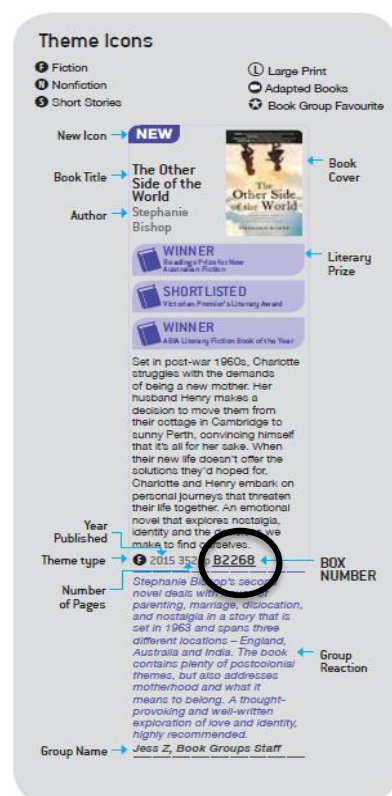 Theme Icons
F Fiction
N Nonfiction
S Short Stories
L Large Print
Adapted Books
Book Group Favourite
New Icon
NEW
Book Title
The Other
Side of the
World
Author
Stephanie
Bishop
The
Other Side
of the World
Book
Cover
WINNER
Readings Prize for New
Australian Fiction
Literary
Prize
SHORTLISTED
Victorian Premier's Literary Award
WINNER
ABIA Literary Fiction Book of the Year
Set in post-war 1960s, Charlotte
struggles with the demands
of being a new mother. Her
husband Henry makes a
decision to move them from
their cottage in Cambridge to
sunny Perth, convincing himself
that it's all for her sake. When
their new life doesn't offer the
solutions they'd hoped for,
Charlotte and Henry embark on
personal journeys that threaten
their life together. An emotional
novel that explores nostalgia,
identity and the we
make to find ourselves.
Year
Published
Theme type
F 2015 352p B2268
BOX
NUMBER
Number
of Pages
Stephanie Bishop's second
novel deals with
parenting, marriage, dislocation,
and nostalgia in a story that is
set in 1963 and spans three
different locations – England,
Australia and India. The book
contains plenty of postcolonial
themes, but also addresses
motherhood and what it
means to belong. A thought-
provoking and well-written
exploration of love and identity,
highly recommended.
Group
Reaction
Group Name
Jess Z, Book Groups Staff